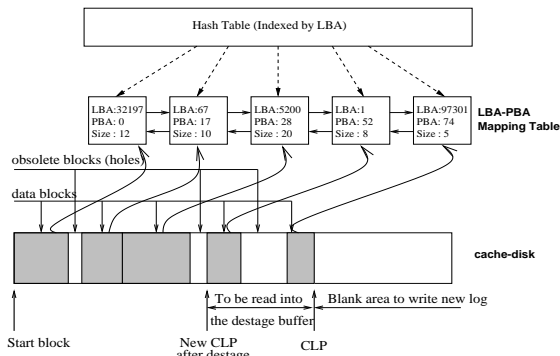 Hash Table (Indexed by LBA)
LBA:32197
PBA: 0
Size : 12
LBA:67
PBA: 17
Size : 10
LBA:5200
PBA: 28
Size : 20
LBA:1
PBA: 52
Size : 8
LBA:97301
PBA: 74
Size : 5
LBA-PBA
Mapping Table
obsolete blocks (holes)
data blocks
cache-disk
To be read into
the destage buffer
Blank area to write new log
Start block
New CLP
after destage
CLP